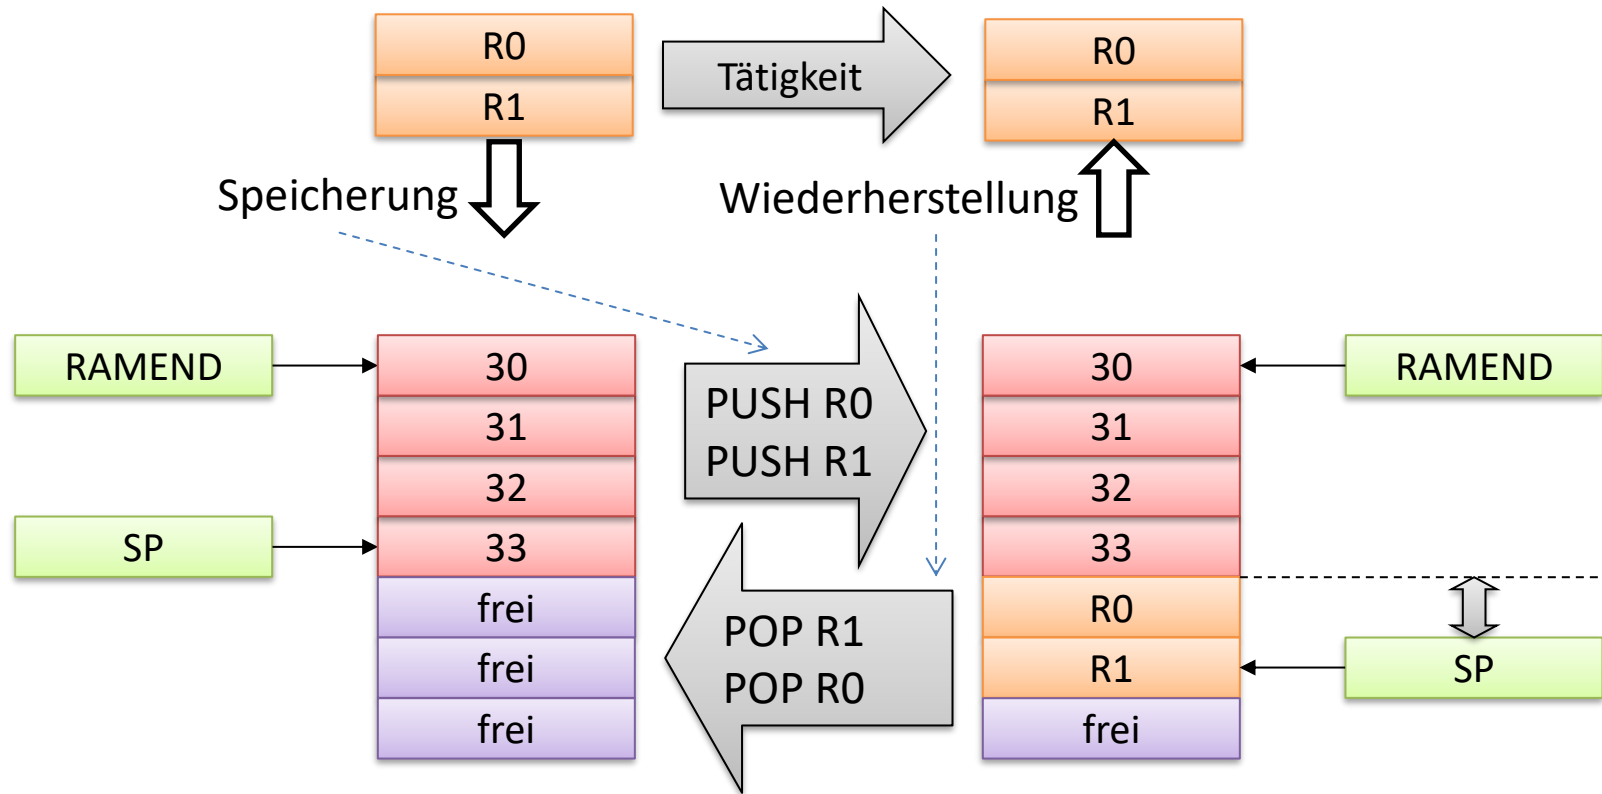 R0
R1
Tätigkeit
R0
R1
Speicherung
Wiederherstellung
RAMEND
SP
30
31
32
33
frei
frei
frei
PUSH R0
PUSH R1
POP R1
POP R0
30
31
32
33
R0
R1
frei
RAMEND
SP